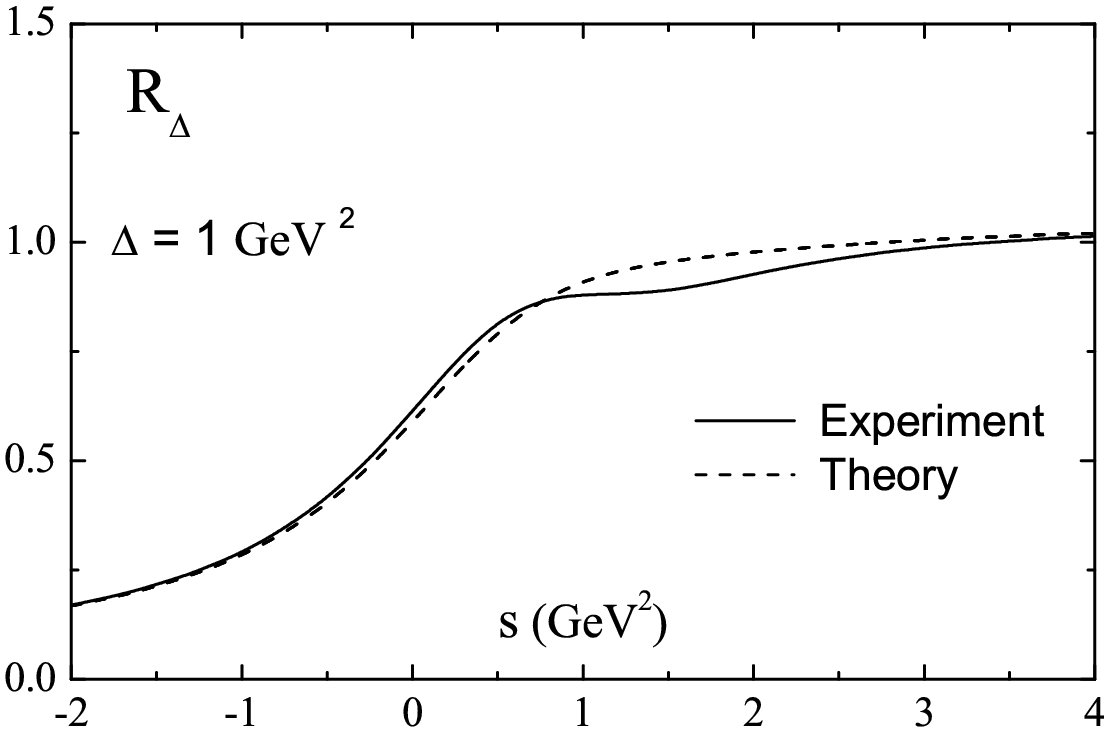 1.5
R_Δ
Δ = 1 GeV ²
1.0
Experiment
0.5
Theory
s (GeV²)
0.0
-2 -1 0 1 2 3 4